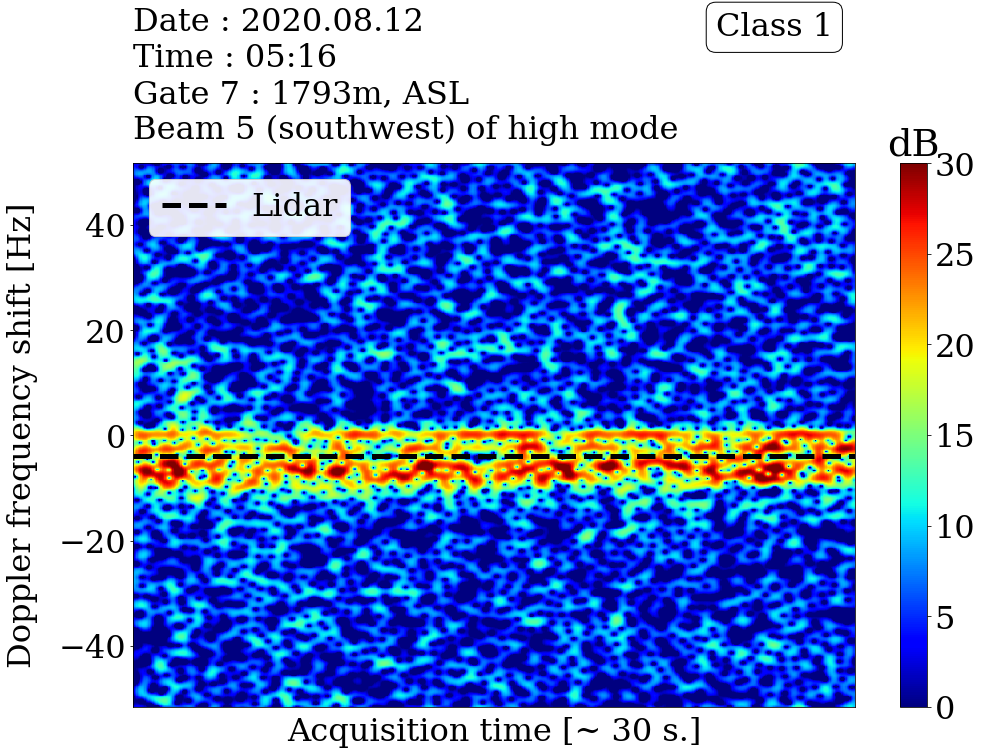 Date : 2020.08.12
Time : 05:16
Gate 7 : 1793m, ASL
Beam 5 (southwest) of high mode
Class 1
dB
Lidar
Doppler frequency shift [Hz]
40
20
0
−20
−40
30
25
20
15
10
5
0
Acquisition time [~ 30 s.]